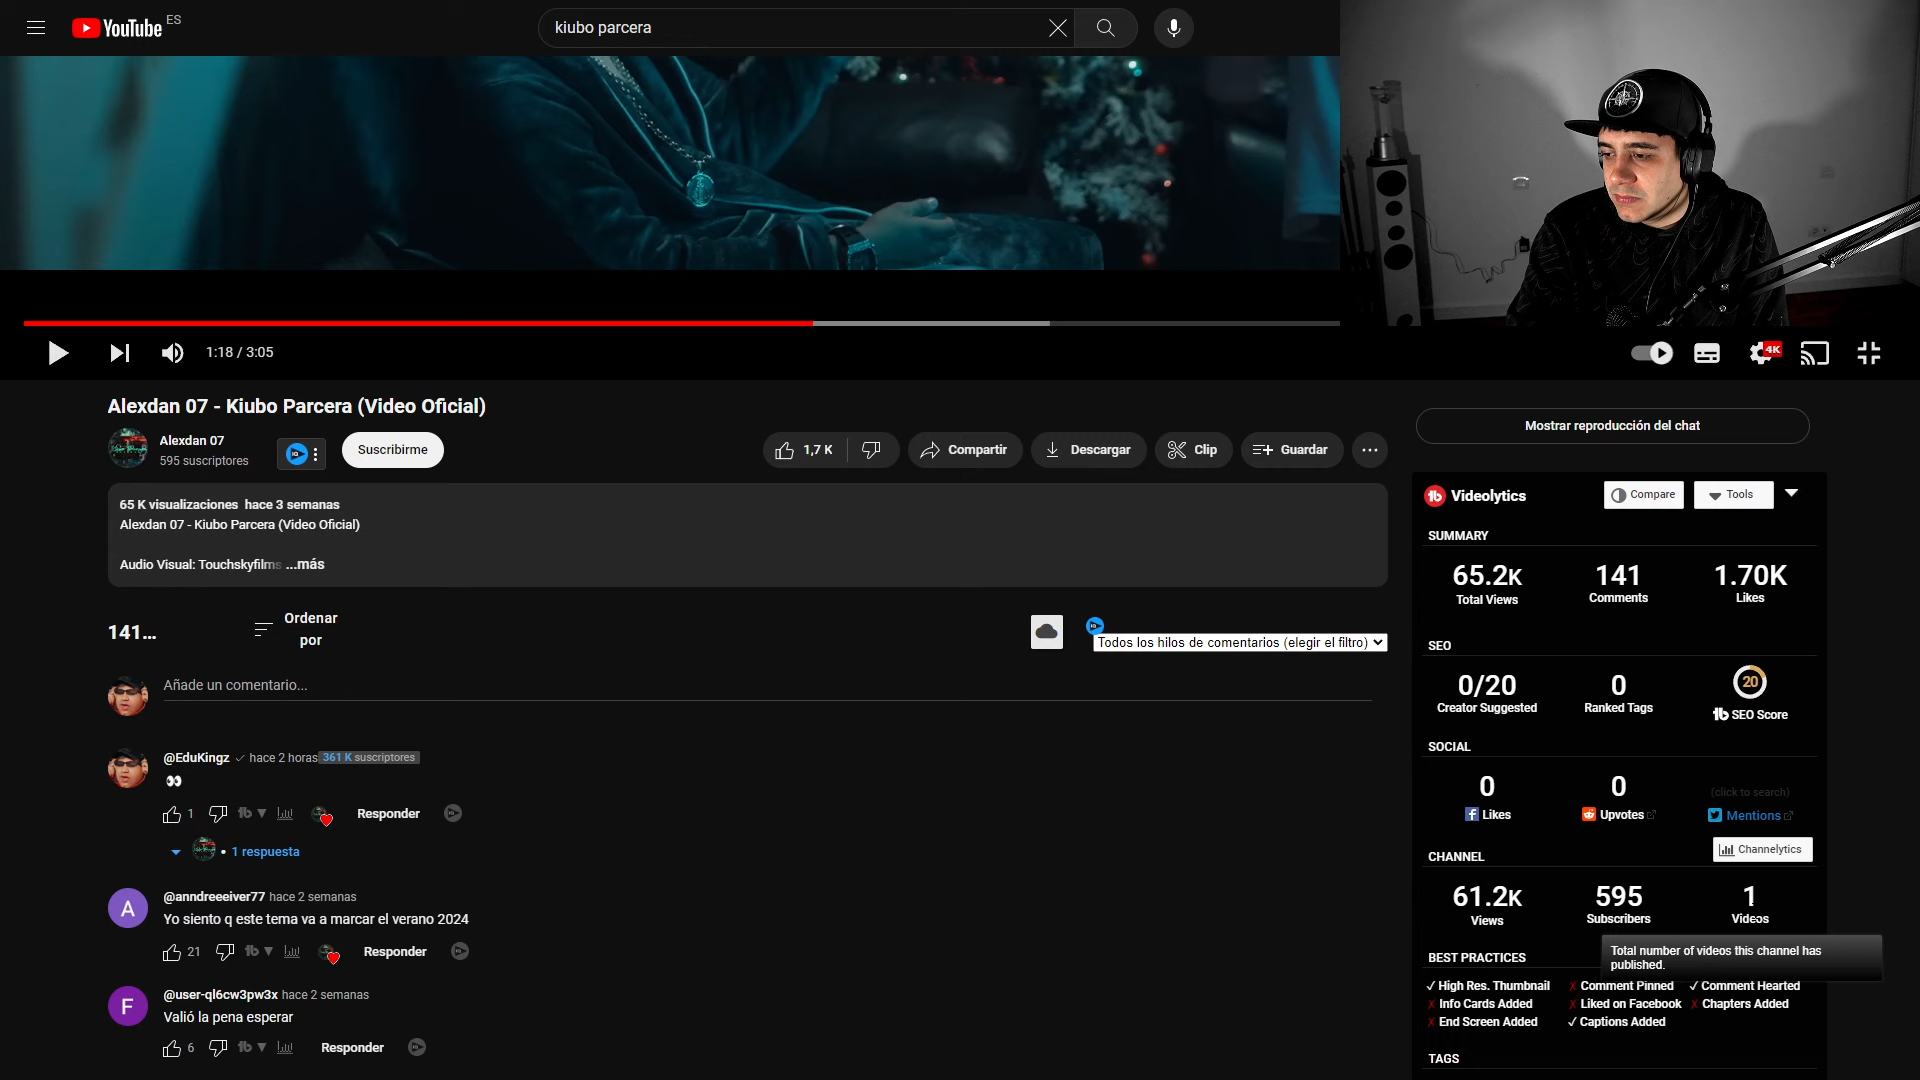 YouTube ES
kiubo parcera
1:18 / 3:05
4K
Alexdan 07 - Kiubo Parcera (Video Oficial)
Alexdan 07
595 suscriptores
Suscribirme
1,7 K
Compartir
Descargar
Clip
Guardar
65 K visualizaciones hace 3 semanas
Alexdan 07 - Kiubo Parcera (Video Oficial)
Audio Visual: Touchskyfilms ...más
141...
Ordenar
por
Todos los hilos de comentarios (elegir el filtro)
Añade un comentario...
@EduKingz hace 2 horas 361 K suscriptores
👀
1
Responder
1 respuesta
A
@anndreeeiver77 hace 2 semanas
Yo siento q este tema va a marcar el verano 2024
21
Responder
F
@user-ql6cw3pw3x hace 2 semanas
Valió la pena esperar
6
Responder
Mostrar reproducción del chat
Videolytics
Compare
Tools
SUMMARY
65.2K 141 1.70K
Total Views Comments Likes
SEO
0/20 0 20
Creator Suggested Ranked Tags SEO Score
SOCIAL
0 0 (click to search)
Likes Upvotes Mentions
CHANNEL Channelytics
61.2K 595 1
Views Subscribers Videos
Total number of videos this channel has
published.
BEST PRACTICES
✓ High Res. Thumbnail ✗ Comment Pinned ✓ Comment Hearted
✗ Info Cards Added ✗ Liked on Facebook ✗ Chapters Added
✗ End Screen Added ✓ Captions Added
TAGS